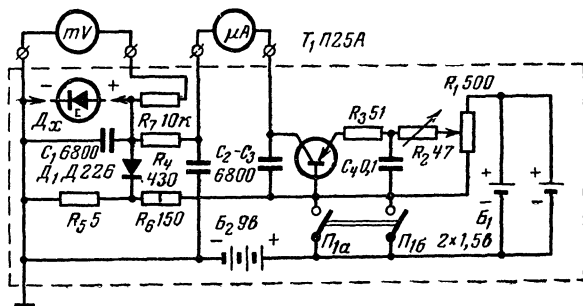 mV
μA
T₁ П25А
− +
E
Дх
R₇ 10к
R₃ 51
R₁ 500
C₁ 6800
R₄ 430
C₂−C₃ 6800
C₄ 0,1
R₂ 47
Д₁ Д226
R₅ 5
R₆ 150
Б₂ 9в
− +
П₁а
П₁б
+ −
Б₁
+ −
2×1,5в